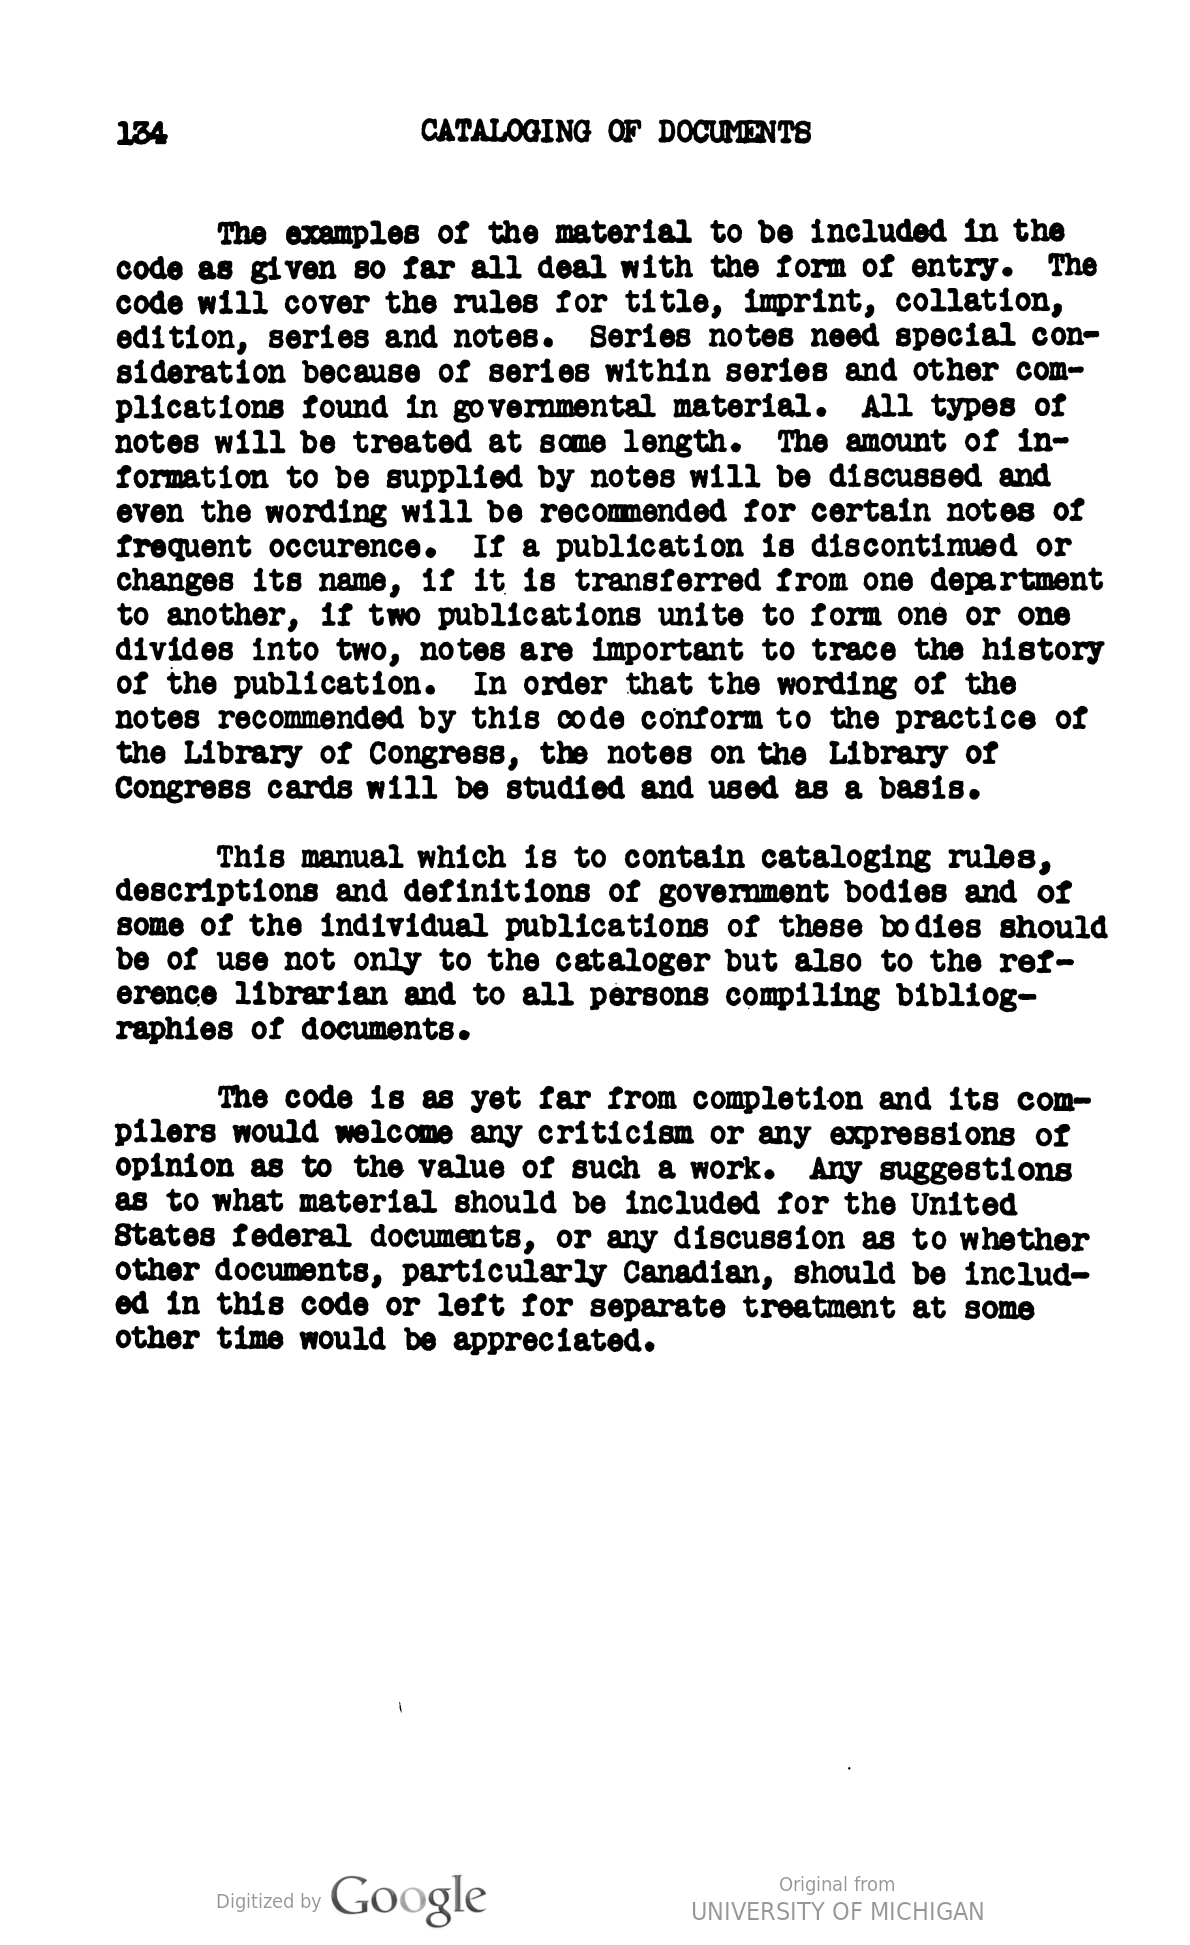 134 CATALOGING OF DOCUMENTS
The examples of the material to be included in the
code as given so far all deal with the form of entry. The
code will cover the rules for title, imprint, collation,
edition, series and notes. Series notes need special con-
sideration because of series within series and other com-
plications found in governmental material. All types of
notes will be treated at some length. The amount of in-
formation to be supplied by notes will be discussed and
even the wording will be recommended for certain notes of
frequent occurence. If a publication is discontinued or
changes its name, if it is transferred from one department
to another, if two publications unite to form one or one
divides into two, notes are important to trace the history
of the publication. In order that the wording of the
notes recommended by this code conform to the practice of
the Library of Congress, the notes on the Library of
Congress cards will be studied and used as a basis.
This manual which is to contain cataloging rules,
descriptions and definitions of government bodies and of
some of the individual publications of these bodies should
be of use not only to the cataloger but also to the ref-
erence librarian and to all persons compiling bibliog-
raphies of documents.
The code is as yet far from completion and its com-
pilers would welcome any criticism or any expressions of
opinion as to the value of such a work. Any suggestions
as to what material should be included for the United
States federal documents, or any discussion as to whether
other documents, particularly Canadian, should be includ-
ed in this code or left for separate treatment at some
other time would be appreciated.
Digitized by Google
Original from
UNIVERSITY OF MICHIGAN